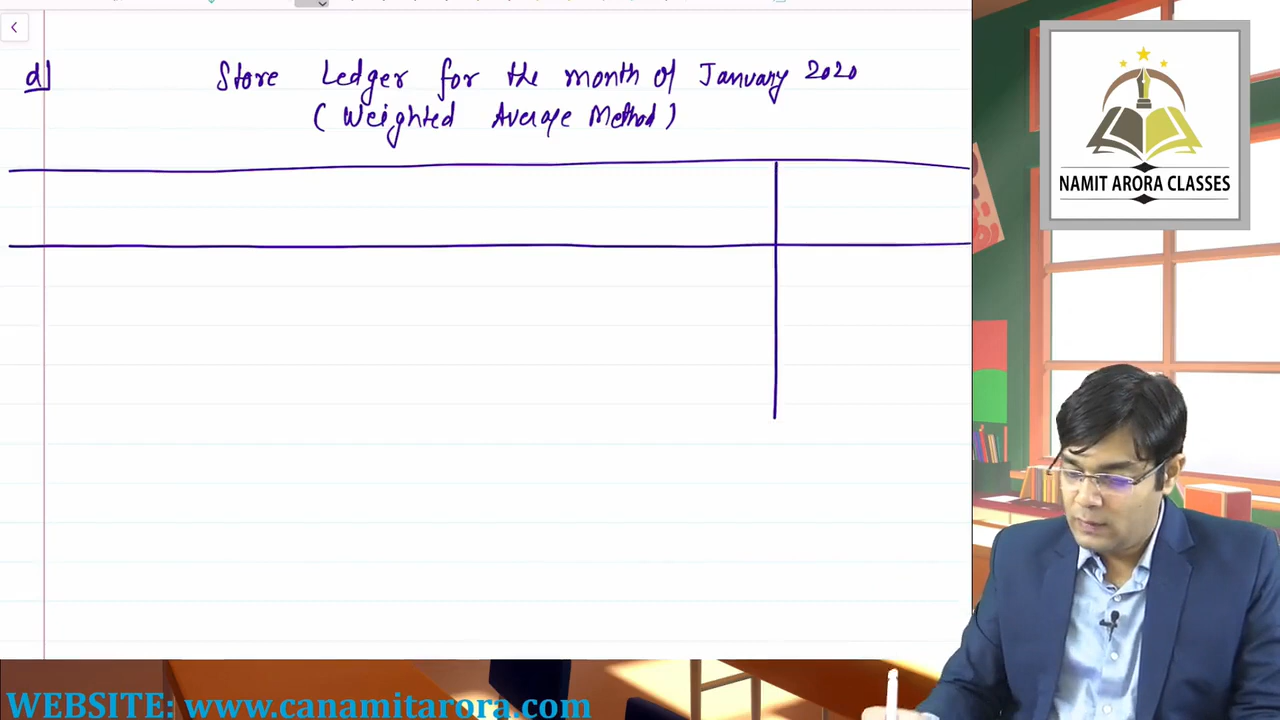 d]
Store Ledger for the month of January 2020
(Weighted Average Method)
NAMIT ARORA CLASSES
WEBSITE: www.canamitarora.com